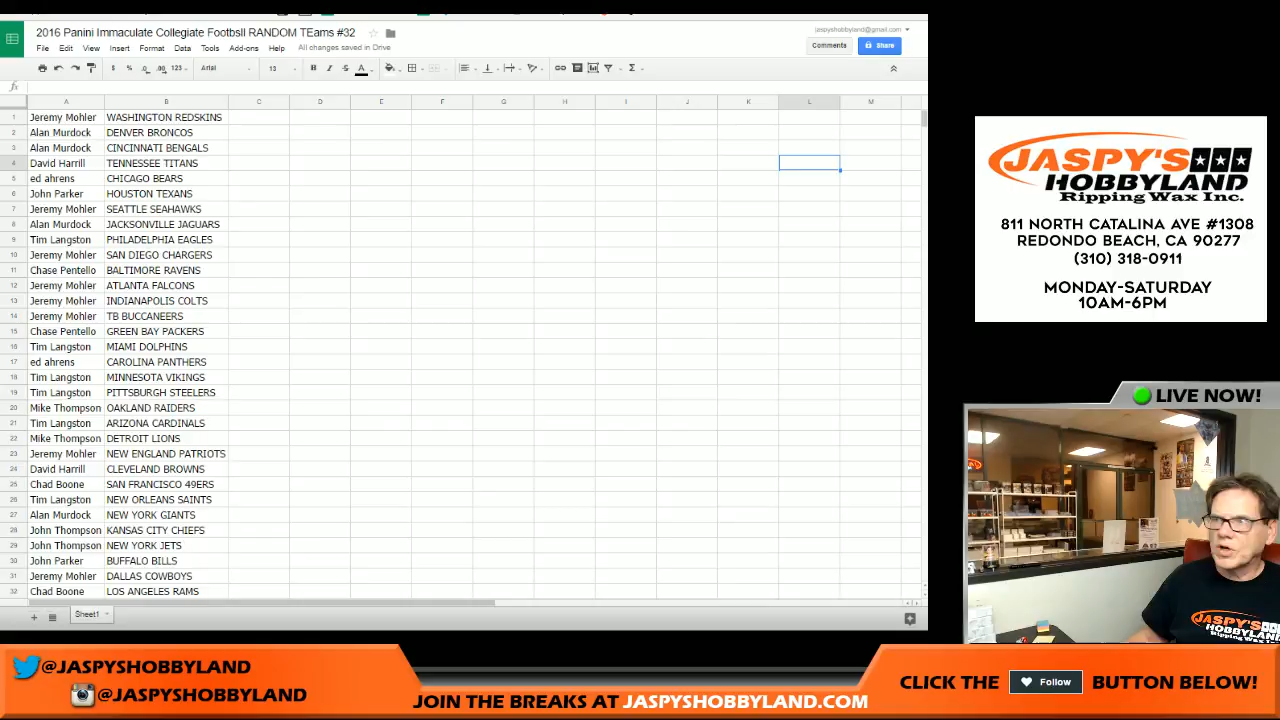 2016 Panini Immaculate Collegiate Footbsll RANDOM TEams #32
jaspyshobbyland@gmail.com
File Edit View Insert Format Data Tools Add-ons Help All changes saved in Drive
Comments Share
$ % .0 .00 123 Arial 13 B I S A
fx
A B C D E F G H I J K L M
1 Jeremy Mohler WASHINGTON REDSKINS
2 Alan Murdock DENVER BRONCOS
3 Alan Murdock CINCINNATI BENGALS
4 David Harrill TENNESSEE TITANS
5 ed ahrens CHICAGO BEARS
6 John Parker HOUSTON TEXANS
7 Jeremy Mohler SEATTLE SEAHAWKS
8 Alan Murdock JACKSONVILLE JAGUARS
9 Tim Langston PHILADELPHIA EAGLES
10 Jeremy Mohler SAN DIEGO CHARGERS
11 Chase Pentello BALTIMORE RAVENS
12 Jeremy Mohler ATLANTA FALCONS
13 Jeremy Mohler INDIANAPOLIS COLTS
14 Jeremy Mohler TB BUCCANEERS
15 Chase Pentello GREEN BAY PACKERS
16 Tim Langston MIAMI DOLPHINS
17 ed ahrens CAROLINA PANTHERS
18 Tim Langston MINNESOTA VIKINGS
19 Tim Langston PITTSBURGH STEELERS
20 Mike Thompson OAKLAND RAIDERS
21 Tim Langston ARIZONA CARDINALS
22 Mike Thompson DETROIT LIONS
23 Jeremy Mohler NEW ENGLAND PATRIOTS
24 David Harrill CLEVELAND BROWNS
25 Chad Boone SAN FRANCISCO 49ERS
26 Tim Langston NEW ORLEANS SAINTS
27 Alan Murdock NEW YORK GIANTS
28 John Thompson KANSAS CITY CHIEFS
29 John Thompson NEW YORK JETS
30 John Parker BUFFALO BILLS
31 Jeremy Mohler DALLAS COWBOYS
32 Chad Boone LOS ANGELES RAMS
Sheet1
JASPY'S
HOBBYLAND
Ripping Wax Inc.
811 NORTH CATALINA AVE #1308
REDONDO BEACH, CA 90277
(310) 318-0911
MONDAY-SATURDAY
10AM-6PM
LIVE NOW!
JASPY'S
HOBBYLAND
Ripping Wax Inc.
@JASPYSHOBBYLAND
@JASPYSHOBBYLAND
JOIN THE BREAKS AT JASPYSHOBBYLAND.COM
CLICK THE Follow BUTTON BELOW!